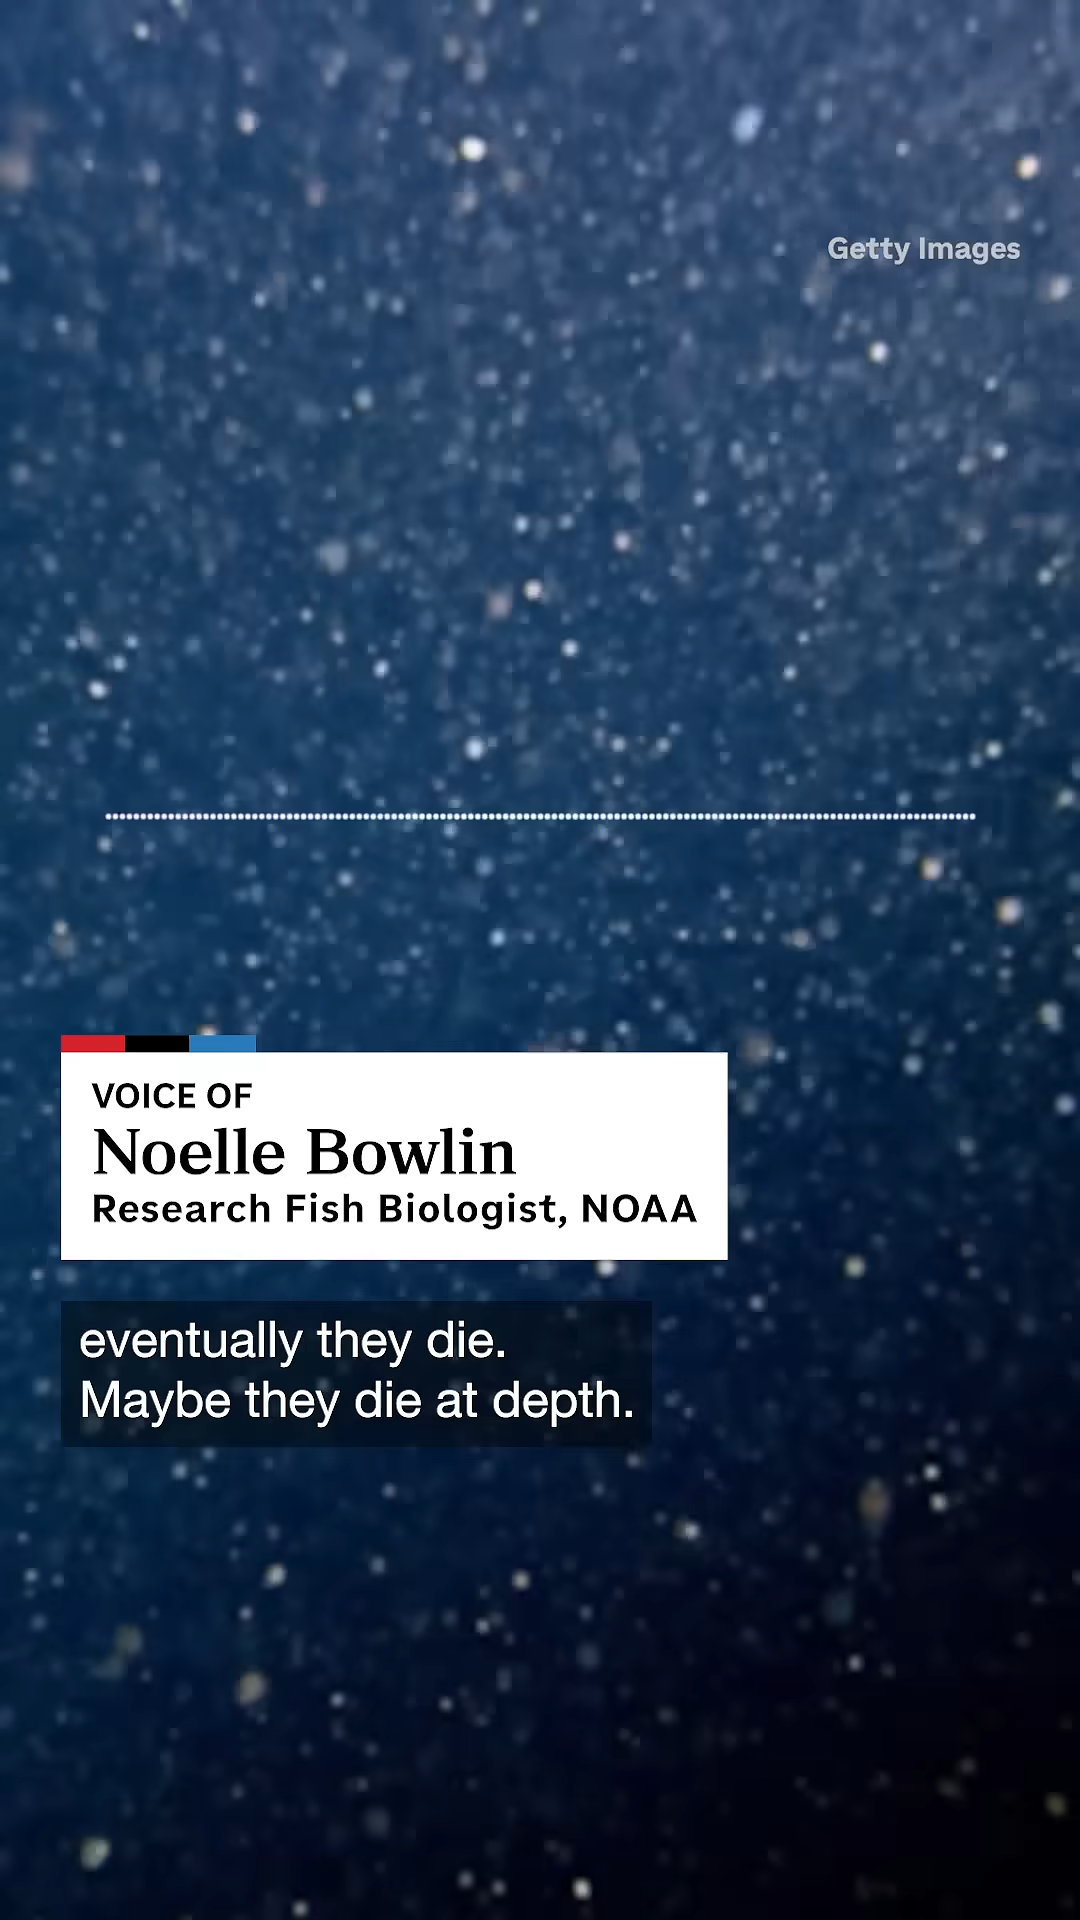 Getty Images
VOICE OF
Noelle Bowlin
Research Fish Biologist, NOAA
eventually they die.
Maybe they die at depth.